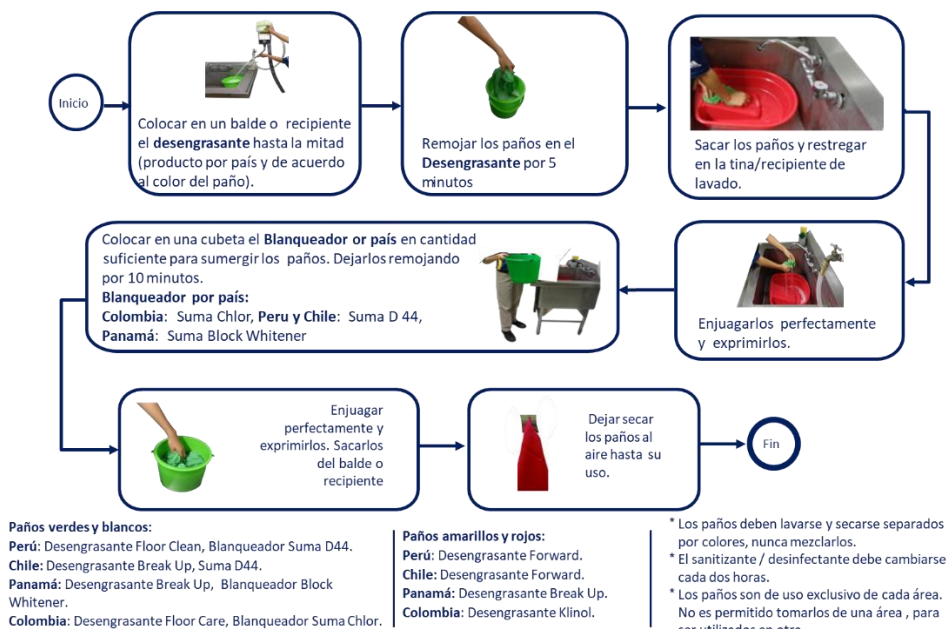 Inicio
Colocar en un balde o recipiente
el desengrasante hasta la mitad
(producto por país y de acuerdo
al color del paño).
Remojar los paños en el
Desengrasante por 5
minutos
Sacar los paños y restregar
en la tina/recipiente de
lavado.
Enjuagarlos perfectamente
y exprimirlos.
Colocar en una cubeta el Blanqueador or país en cantidad
suficiente para sumergir los paños. Dejarlos remojando
por 10 minutos.
Blanqueador por país:
Colombia: Suma Chlor, Peru y Chile: Suma D 44,
Panamá: Suma Block Whitener
Enjuagar
perfectamente y
exprimirlos. Sacarlos
del balde o
recipiente
Dejar secar
los paños al
aire hasta su
uso.
Fin
Paños verdes y blancos:
Perú: Desengrasante Floor Clean, Blanqueador Suma D44.
Chile: Desengrasante Break Up, Suma D44.
Panamá: Desengrasante Break Up, Blanqueador Block
Whitener.
Colombia: Desengrasante Floor Care, Blanqueador Suma Chlor.
Paños amarillos y rojos:
Perú: Desengrasante Forward.
Chile: Desengrasante Forward.
Panamá: Desengrasante Break Up.
Colombia: Desengrasante Klinol.
* Los paños deben lavarse y secarse separados
por colores, nunca mezclarlos.
* El sanitizante / desinfectante debe cambiarse
cada dos horas.
* Los paños son de uso exclusivo de cada área.
No es permitido tomarlos de una área , para
ser utilizados en otra